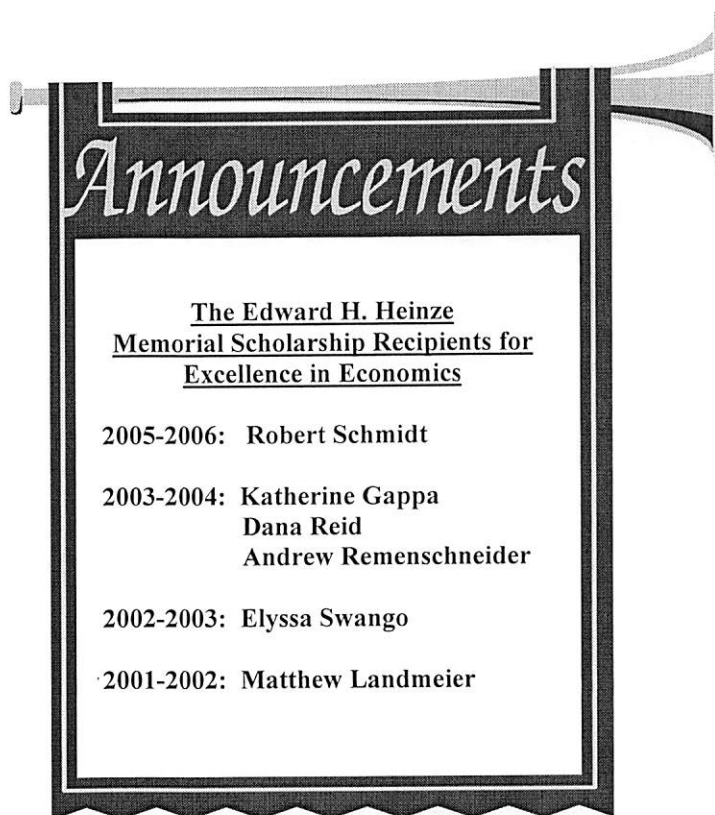 Announcements
The Edward H. Heinze
Memorial Scholarship Recipients for
Excellence in Economics
2005-2006: Robert Schmidt
2003-2004: Katherine Gappa
Dana Reid
Andrew Remenschneider
2002-2003: Elyssa Swango
2001-2002: Matthew Landmeier